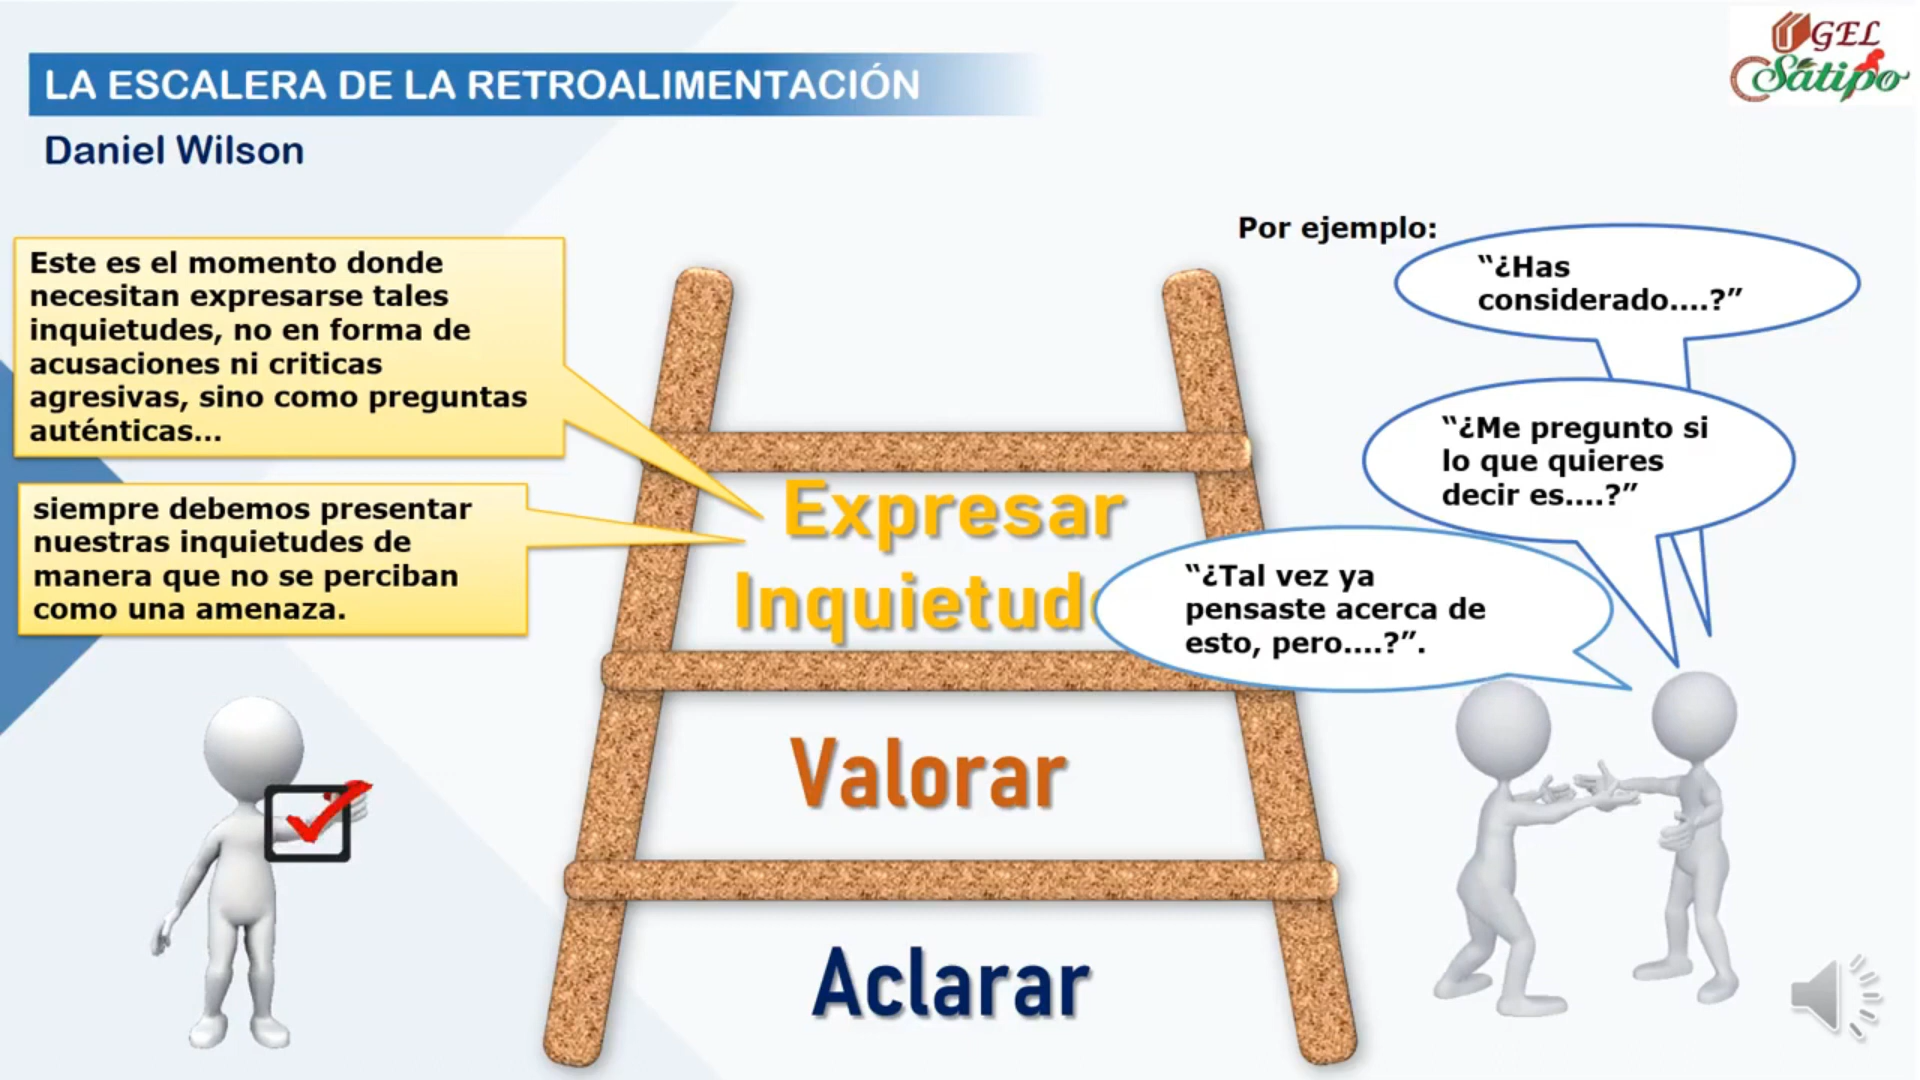 UGEL
Satipo
LA ESCALERA DE LA RETROALIMENTACIÓN
Daniel Wilson
Este es el momento donde
necesitan expresarse tales
inquietudes, no en forma de
acusaciones ni criticas
agresivas, sino como preguntas
auténticas...
siempre debemos presentar
nuestras inquietudes de
manera que no se perciban
como una amenaza.
Por ejemplo:
“¿Has
considerado....?”
“¿Me pregunto si
lo que quieres
decir es....?”
“¿Tal vez ya
pensaste acerca de
esto, pero....?”.
Expresar
Inquietud
Valorar
Aclarar